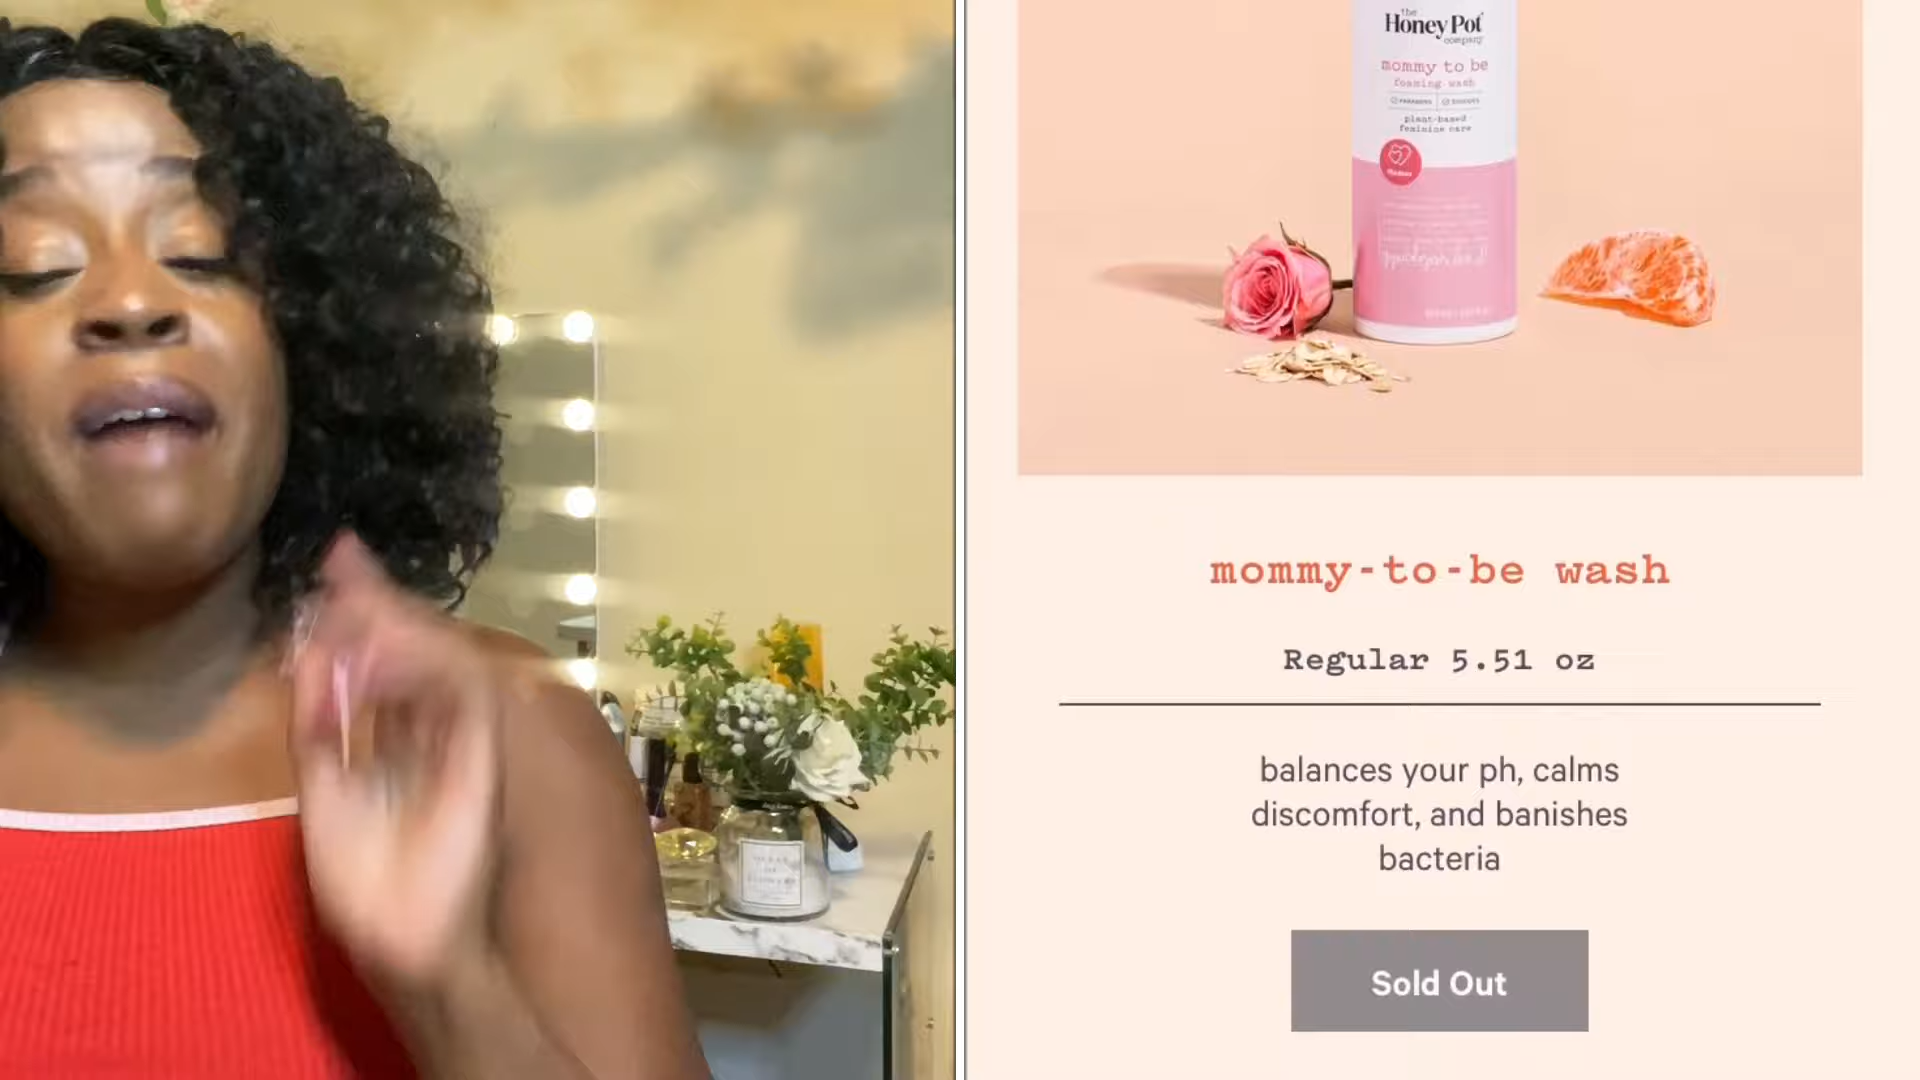 the
Honey Pot
company
mommy to be
foaming wash
PARABENS
plant-based
feminine care
mommy-to-be wash
Regular 5.51 oz
balances your ph, calms
discomfort, and banishes
bacteria
Sold Out